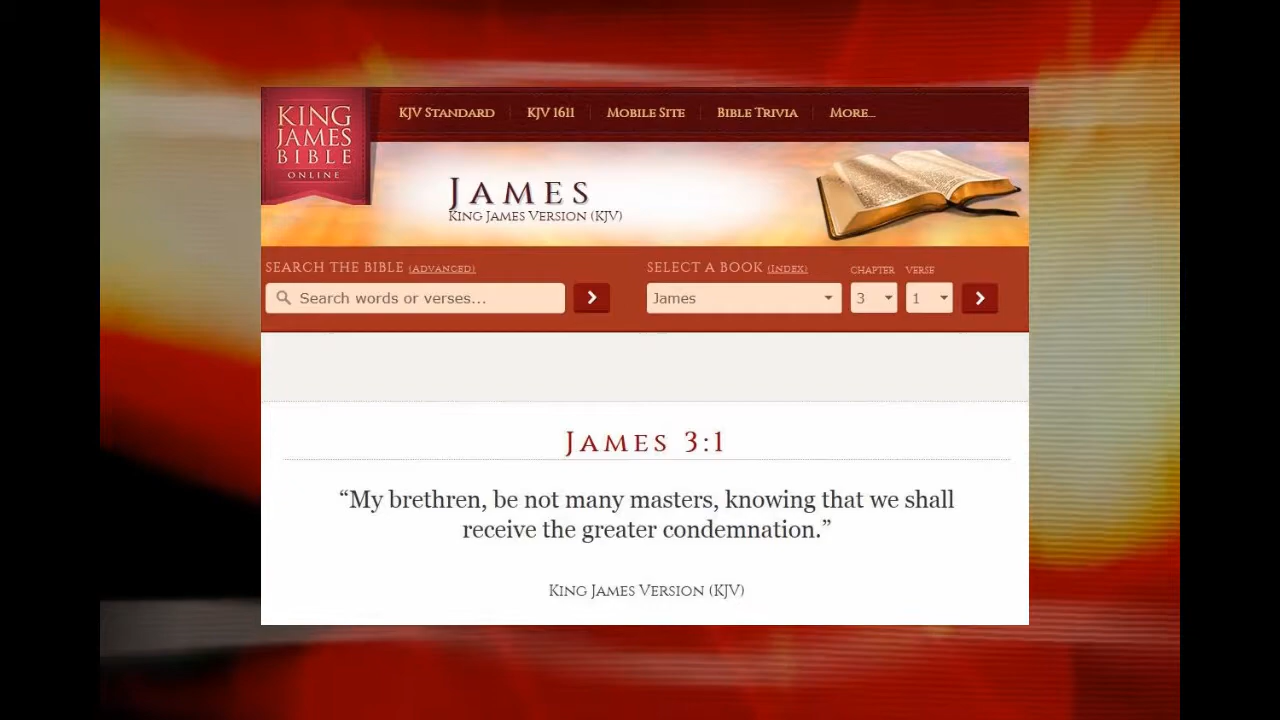 KING
JAMES
BIBLE
ONLINE
KJV Standard
KJV 1611
Mobile Site
Bible Trivia
More...
James
King James Version (KJV)
Search the Bible (Advanced)
Search words or verses...
Select a Book (Index)
Chapter
Verse
James
3
1
James 3:1
“My brethren, be not many masters, knowing that we shall
receive the greater condemnation.”
King James Version (KJV)